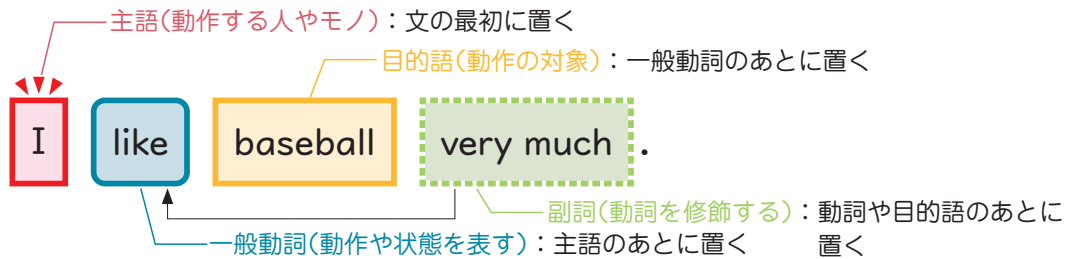 主語(動作する人やモノ)：文の最初に置く
目的語(動作の対象)：一般動詞のあとに置く
I like baseball very much .
副詞(動詞を修飾する)：動詞や目的語のあとに
置く
一般動詞(動作や状態を表す)：主語のあとに置く